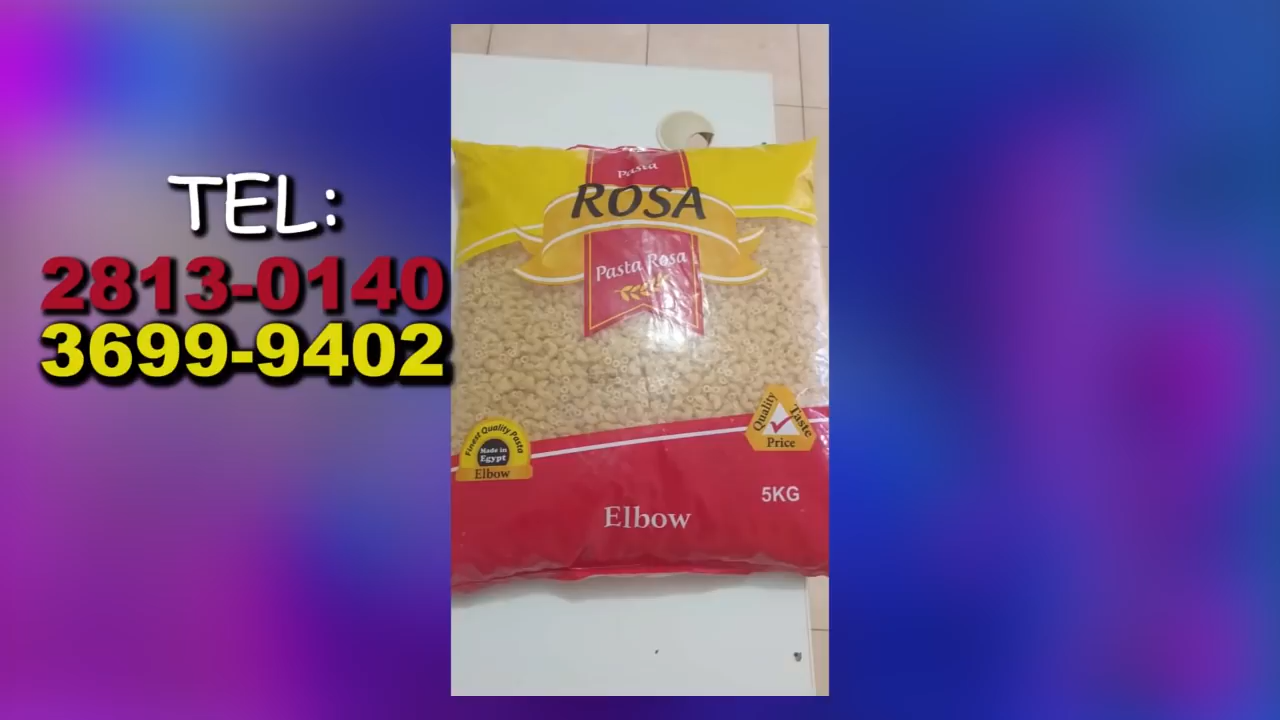 TEL:
2813-0140
3699-9402
Pasta
ROSA
Pasta Rosa
Finest Quality Pasta
Made in
Egypt
Elbow
Quality
Taste
Price
5KG
Elbow